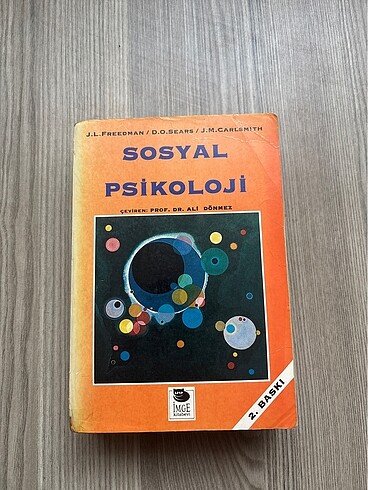 J.L.FREEDMAN / D.O.SEARS / J.M.CARLSMITH
SOSYAL
PSİKOLOJİ
ÇEVİREN: PROF. DR. ALİ DÖNMEZ
2. BASKI
İMGE
kitabevi